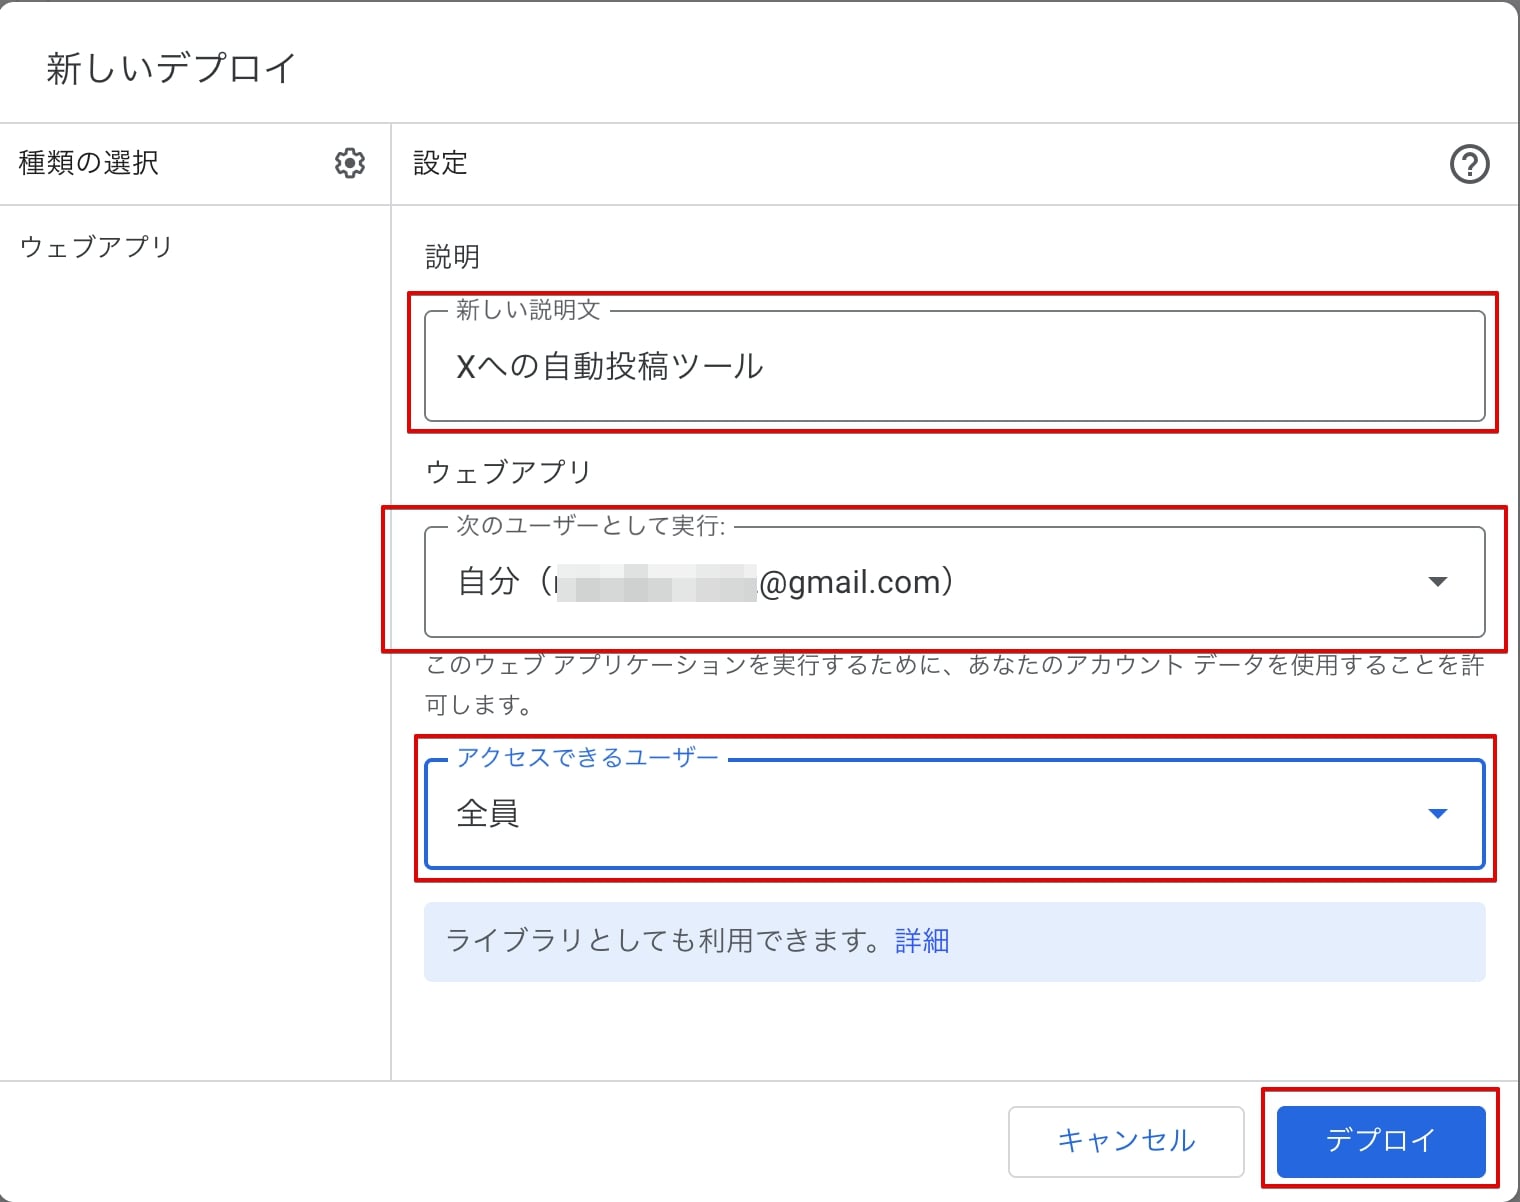 新しいデプロイ
種類の選択
設定
ウェブアプリ
説明
新しい説明文
Xへの自動投稿ツール
ウェブアプリ
次のユーザーとして実行:
自分（@gmail.com）
このウェブ アプリケーションを実行するために、あなたのアカウント データを使用することを許
可します。
アクセスできるユーザー
全員
ライブラリとしても利用できます。詳細
キャンセル
デプロイ